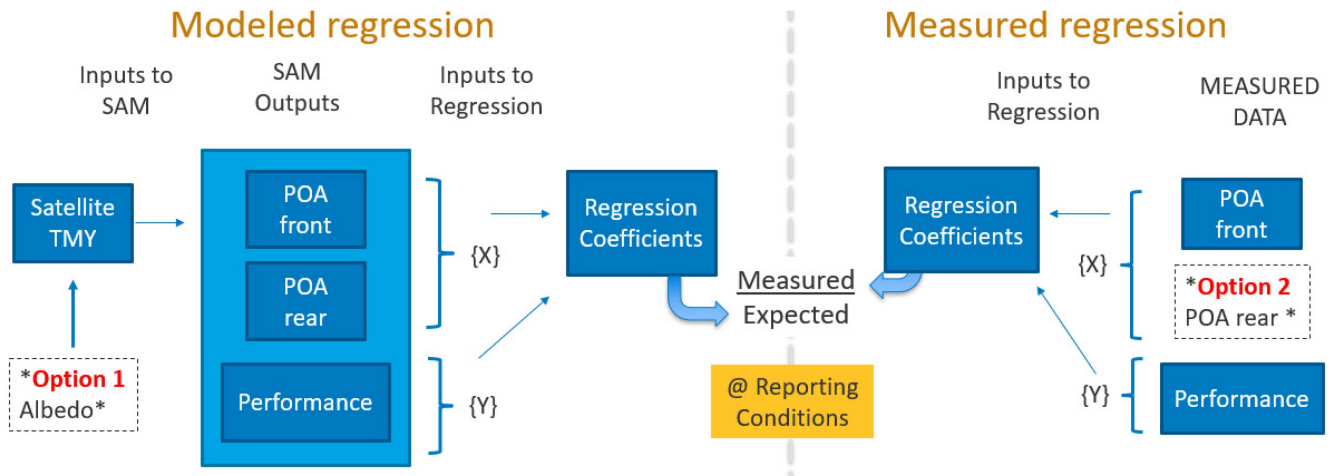 Modeled regression
Measured regression
Inputs to
SAM
SAM
Outputs
Inputs to
Regression
Inputs to
Regression
MEASURED
DATA
Satellite
TMY
POA
front
POA
rear
Performance
{X}
{Y}
Regression
Coefficients
*Option 1
Albedo*
Measured
Expected
@ Reporting
Conditions
Regression
Coefficients
{X}
{Y}
POA
front
*Option 2
POA rear *
Performance